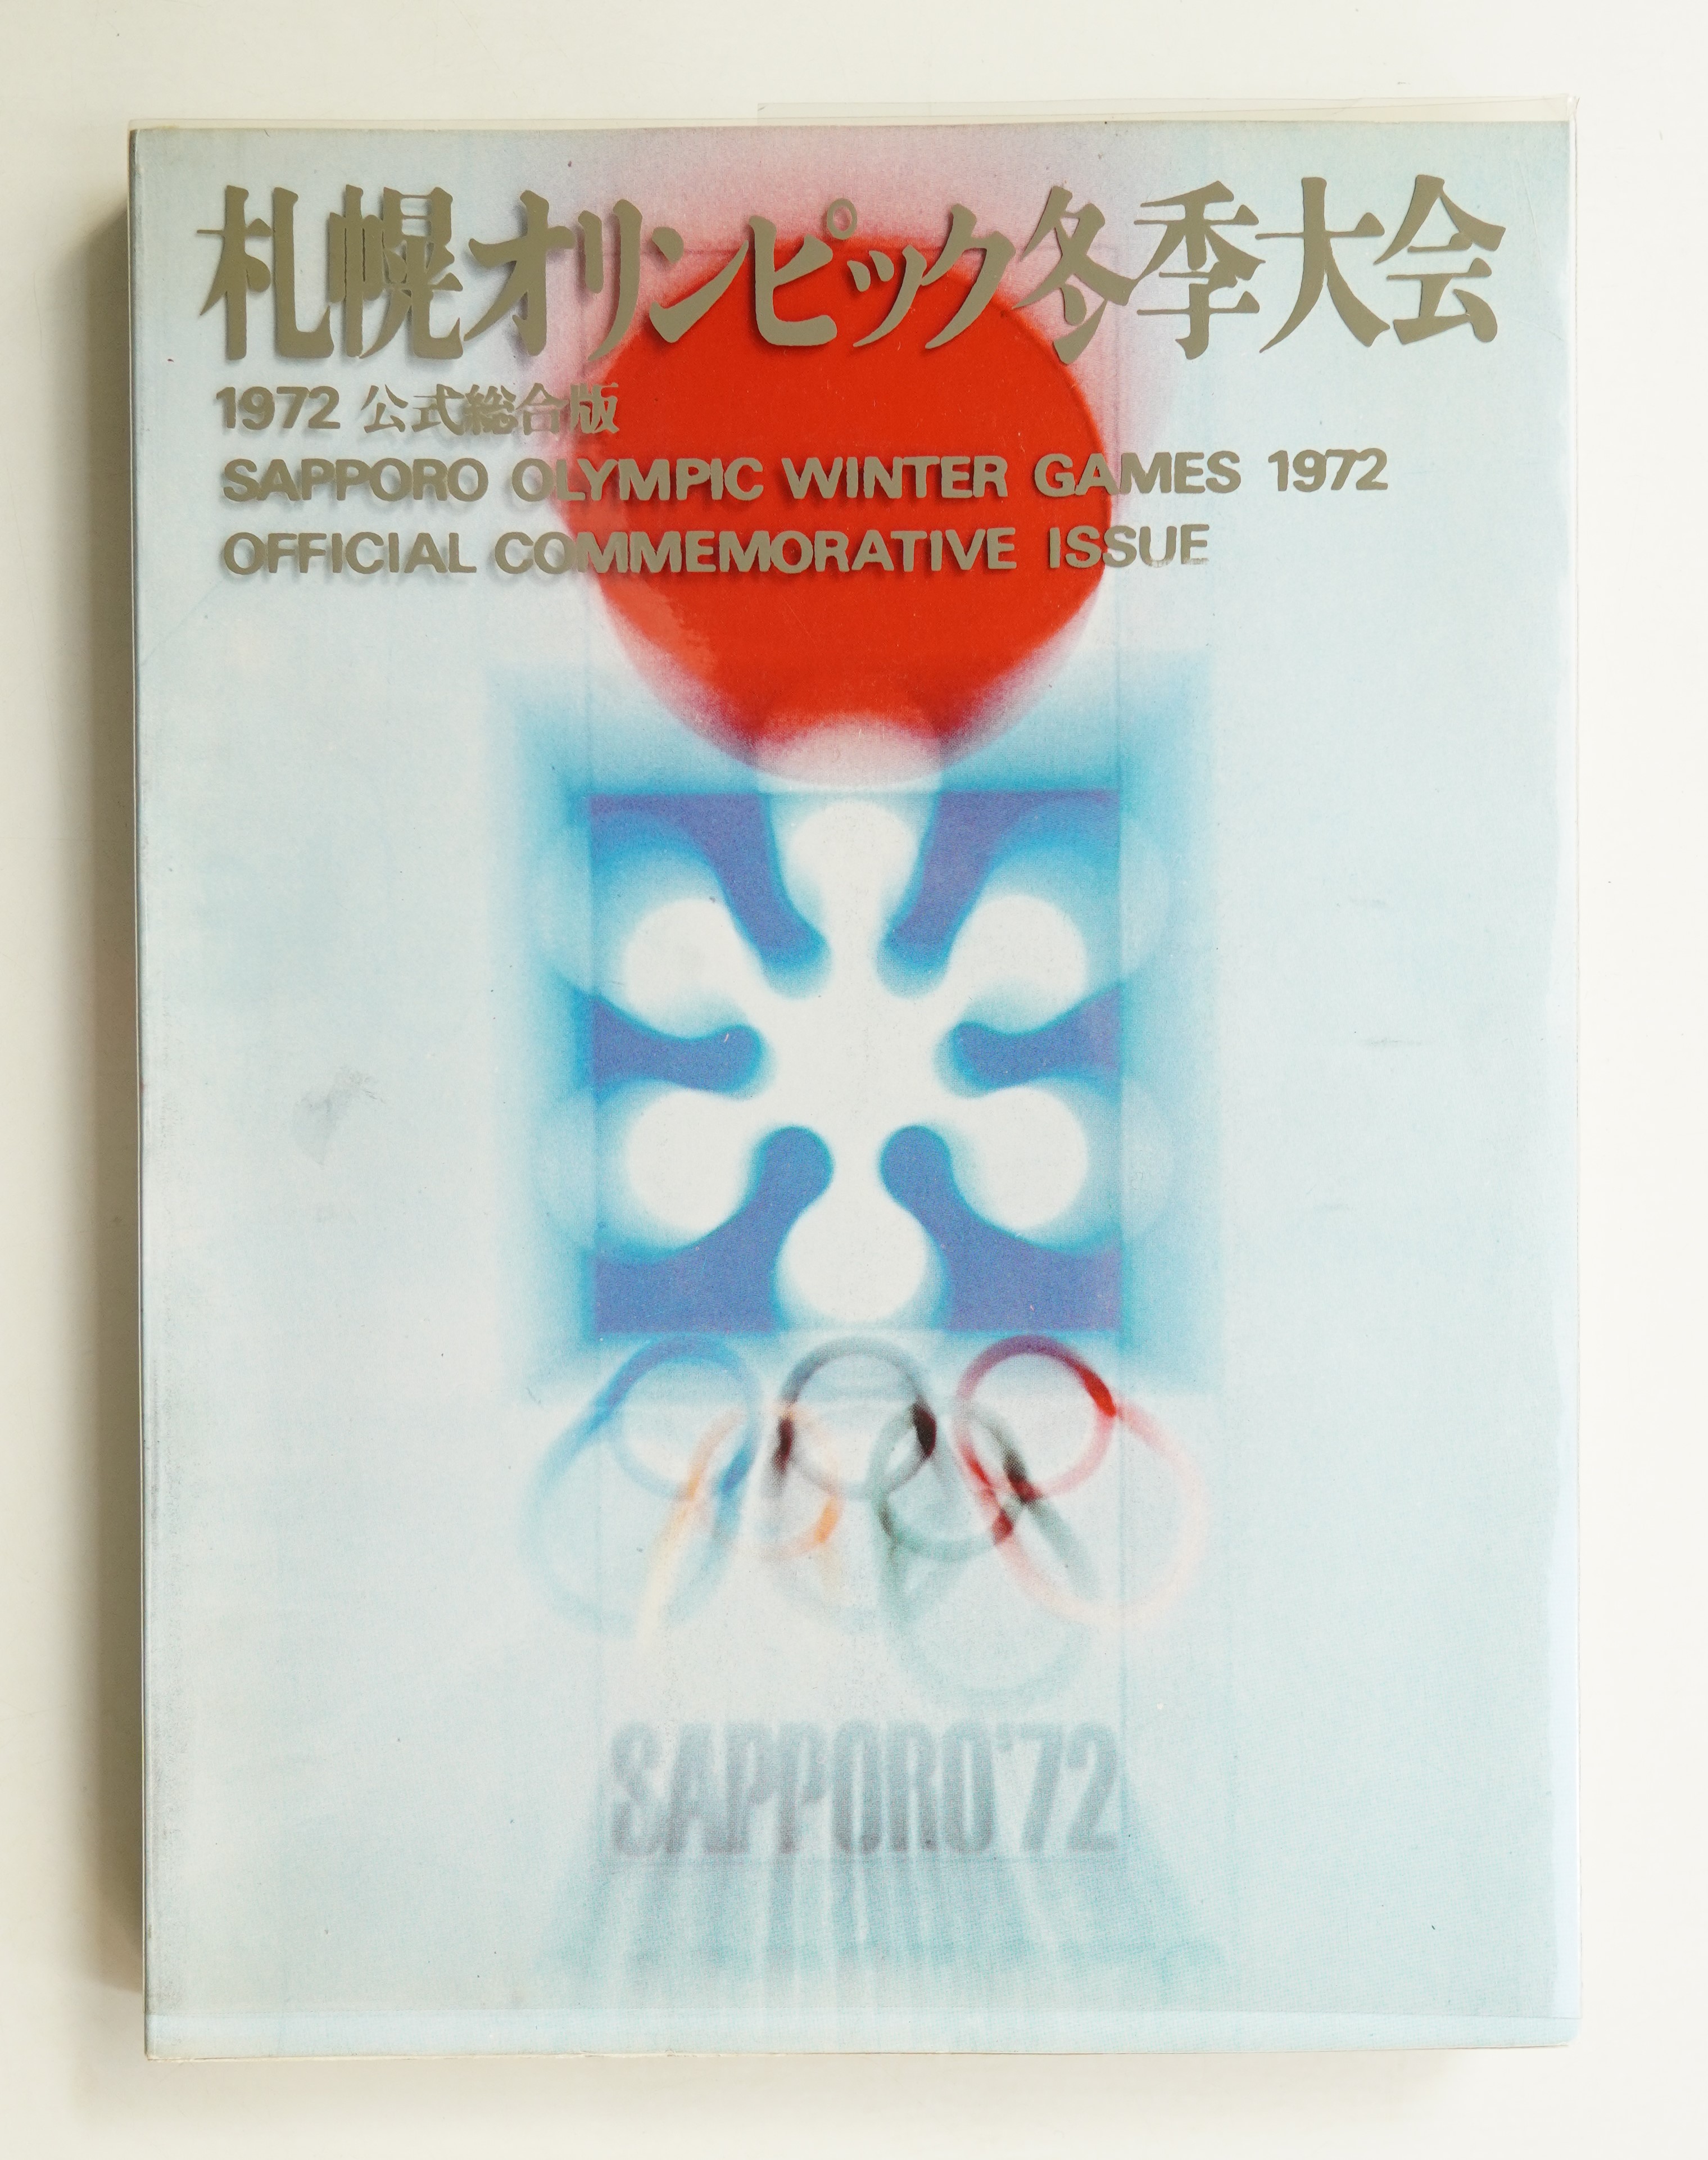 札幌オリンピック冬季大会
1972 公式総合版
SAPPORO OLYMPIC WINTER GAMES 1972
OFFICIAL COMMEMORATIVE ISSUE
SAPPORO'72